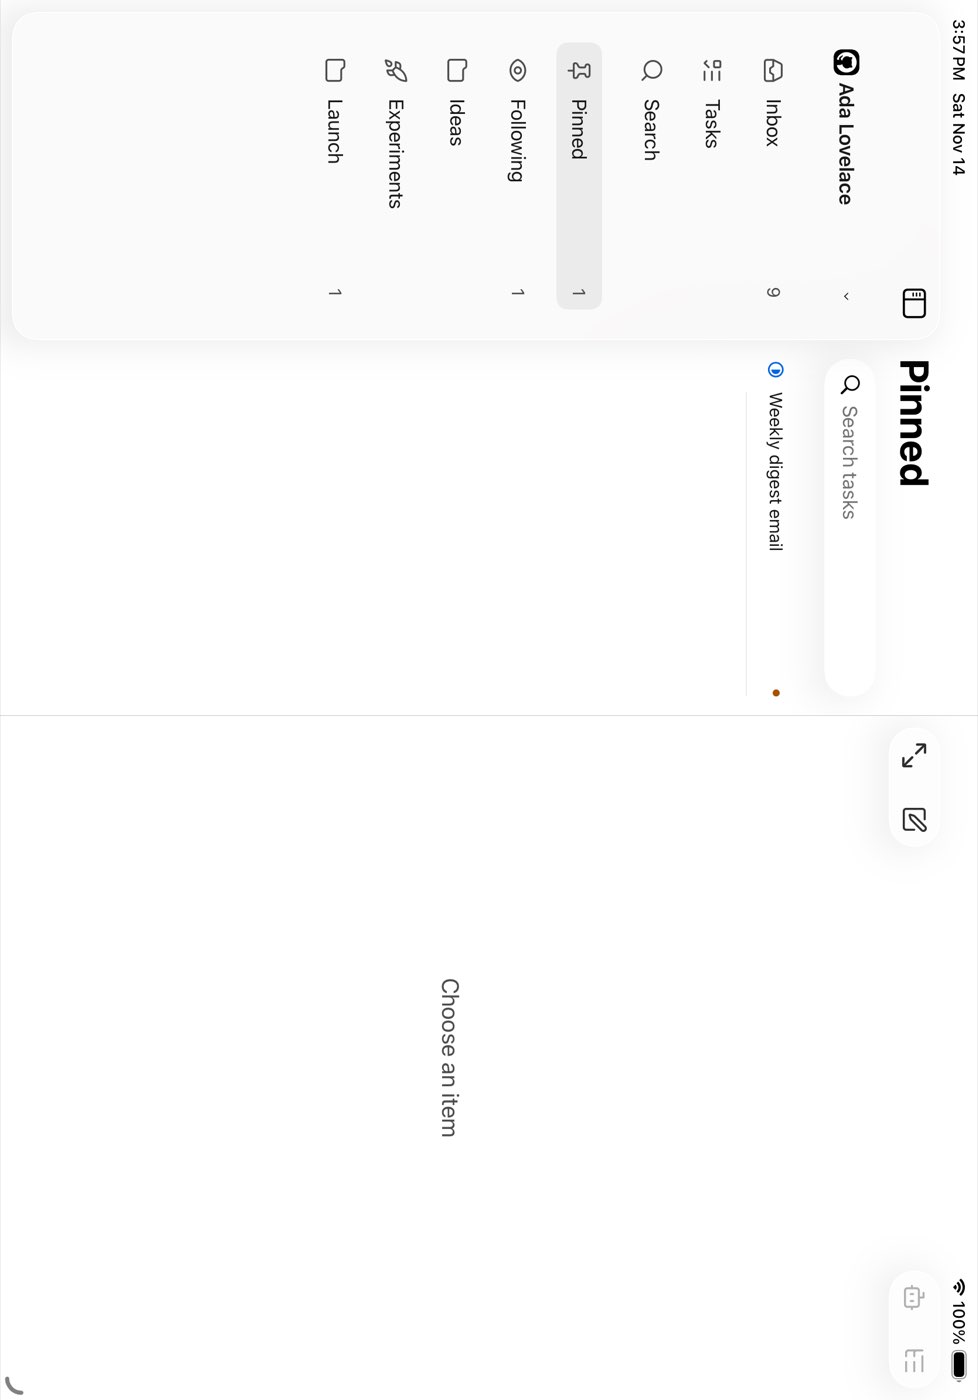 3:57 PM Sat Nov 14
100%
Ada Lovelace
Inbox 9
Tasks
Search
Pinned 1
Following 1
Ideas
Experiments
Launch 1
Pinned
Search tasks
Weekly digest email
Choose an item